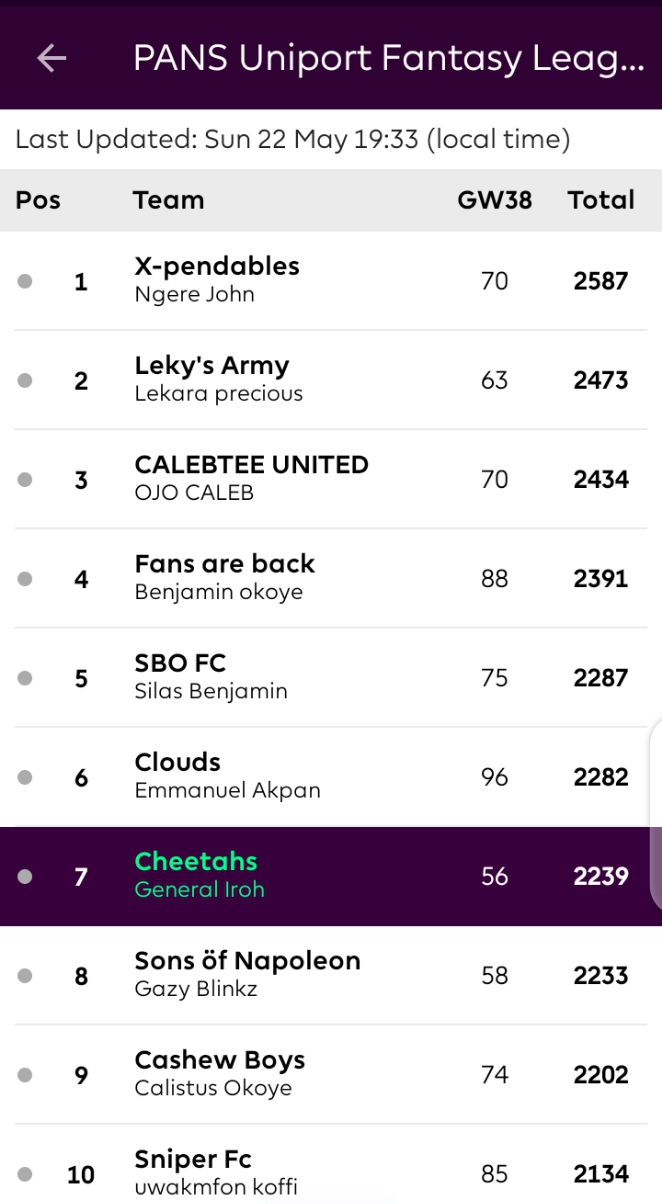 PANS Uniport Fantasy Leag...
Last Updated: Sun 22 May 19:33 (local time)
Pos Team GW38 Total
1 X-pendables 70 2587
Ngere John
2 Leky's Army 63 2473
Lekara precious
3 CALEBTEE UNITED 70 2434
OJO CALEB
4 Fans are back 88 2391
Benjamin okoye
5 SBO FC 75 2287
Silas Benjamin
6 Clouds 96 2282
Emmanuel Akpan
7 Cheetahs 56 2239
General Iroh
8 Sons öf Napoleon 58 2233
Gazy Blinkz
9 Cashew Boys 74 2202
Calistus Okoye
10 Sniper Fc 85 2134
uwakmfon koffi